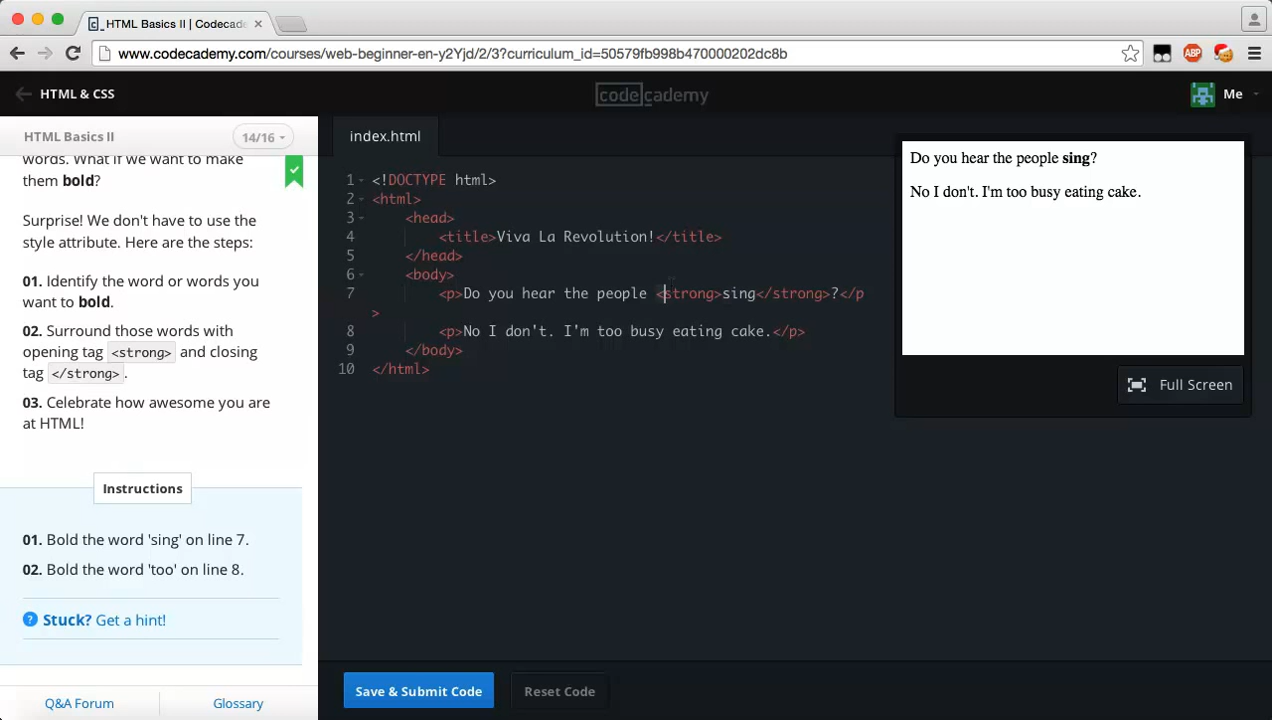 HTML Basics II | Codecade
www.codecademy.com/courses/web-beginner-en-y2Yjd/2/3?curriculum_id=50579fb998b470000202dc8b
ABP
HTML & CSS
codecademy
Me
HTML Basics II
14/16
words. What if we want to make
them bold?
Surprise! We don't have to use the
style attribute. Here are the steps:
01. Identify the word or words you
want to bold.
02. Surround those words with
opening tag <strong> and closing
tag </strong>.
03. Celebrate how awesome you are
at HTML!
Instructions
01. Bold the word 'sing' on line 7.
02. Bold the word 'too' on line 8.
? Stuck? Get a hint!
Q&A Forum
Glossary
index.html
1 <!DOCTYPE html>
2 <html>
3 <head>
4 <title>Viva La Revolution!</title>
5 </head>
6 <body>
7 <p>Do you hear the people <strong>sing</strong>?</p
>
8 <p>No I don't. I'm too busy eating cake.</p>
9 </body>
10 </html>
Save & Submit Code
Reset Code
Do you hear the people sing?
No I don't. I'm too busy eating cake.
Full Screen